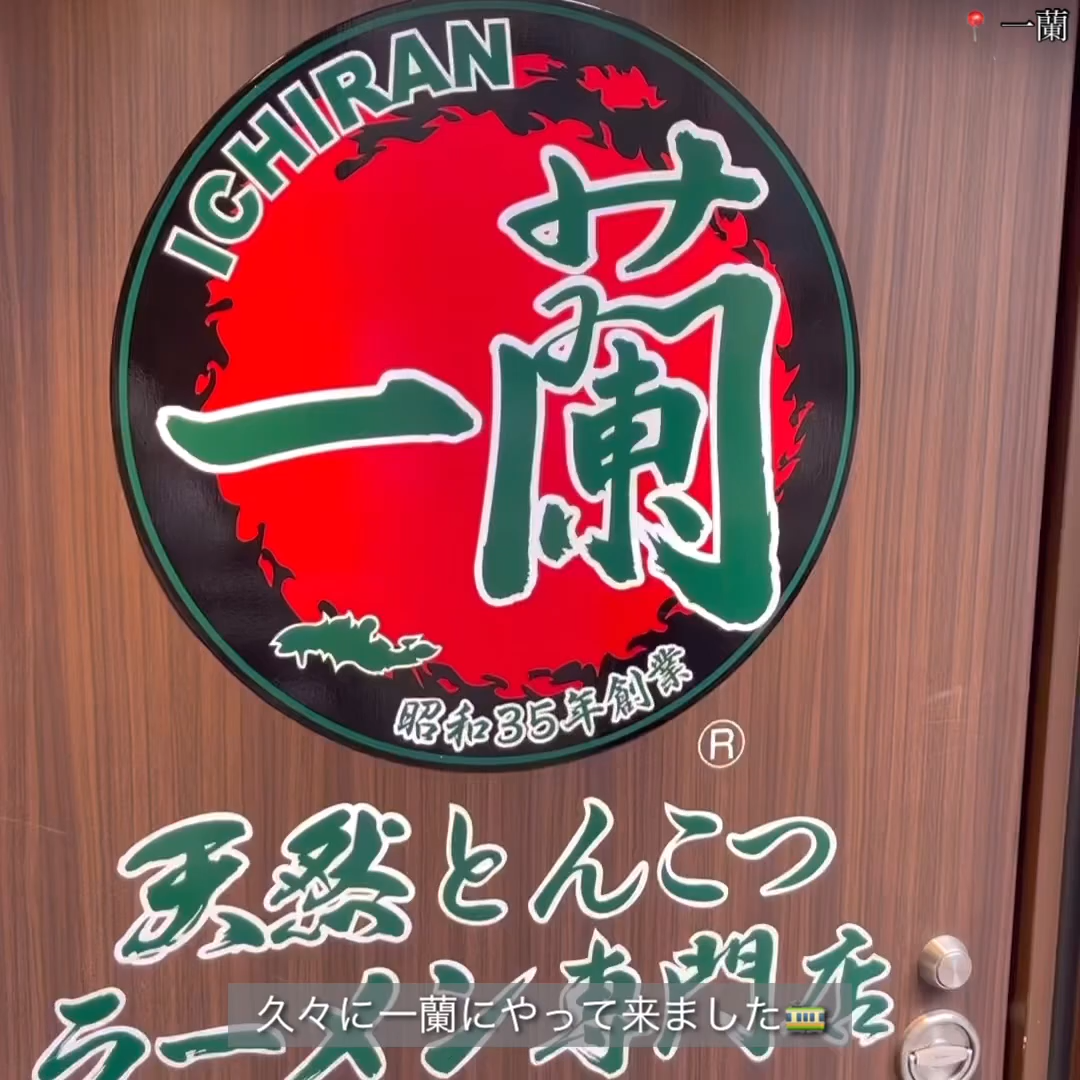 📍一蘭
ICHIRAN
一蘭
昭和35年創業
®
天然とんこつ
ラーメン専門店
久々に一蘭にやって来ました🚃